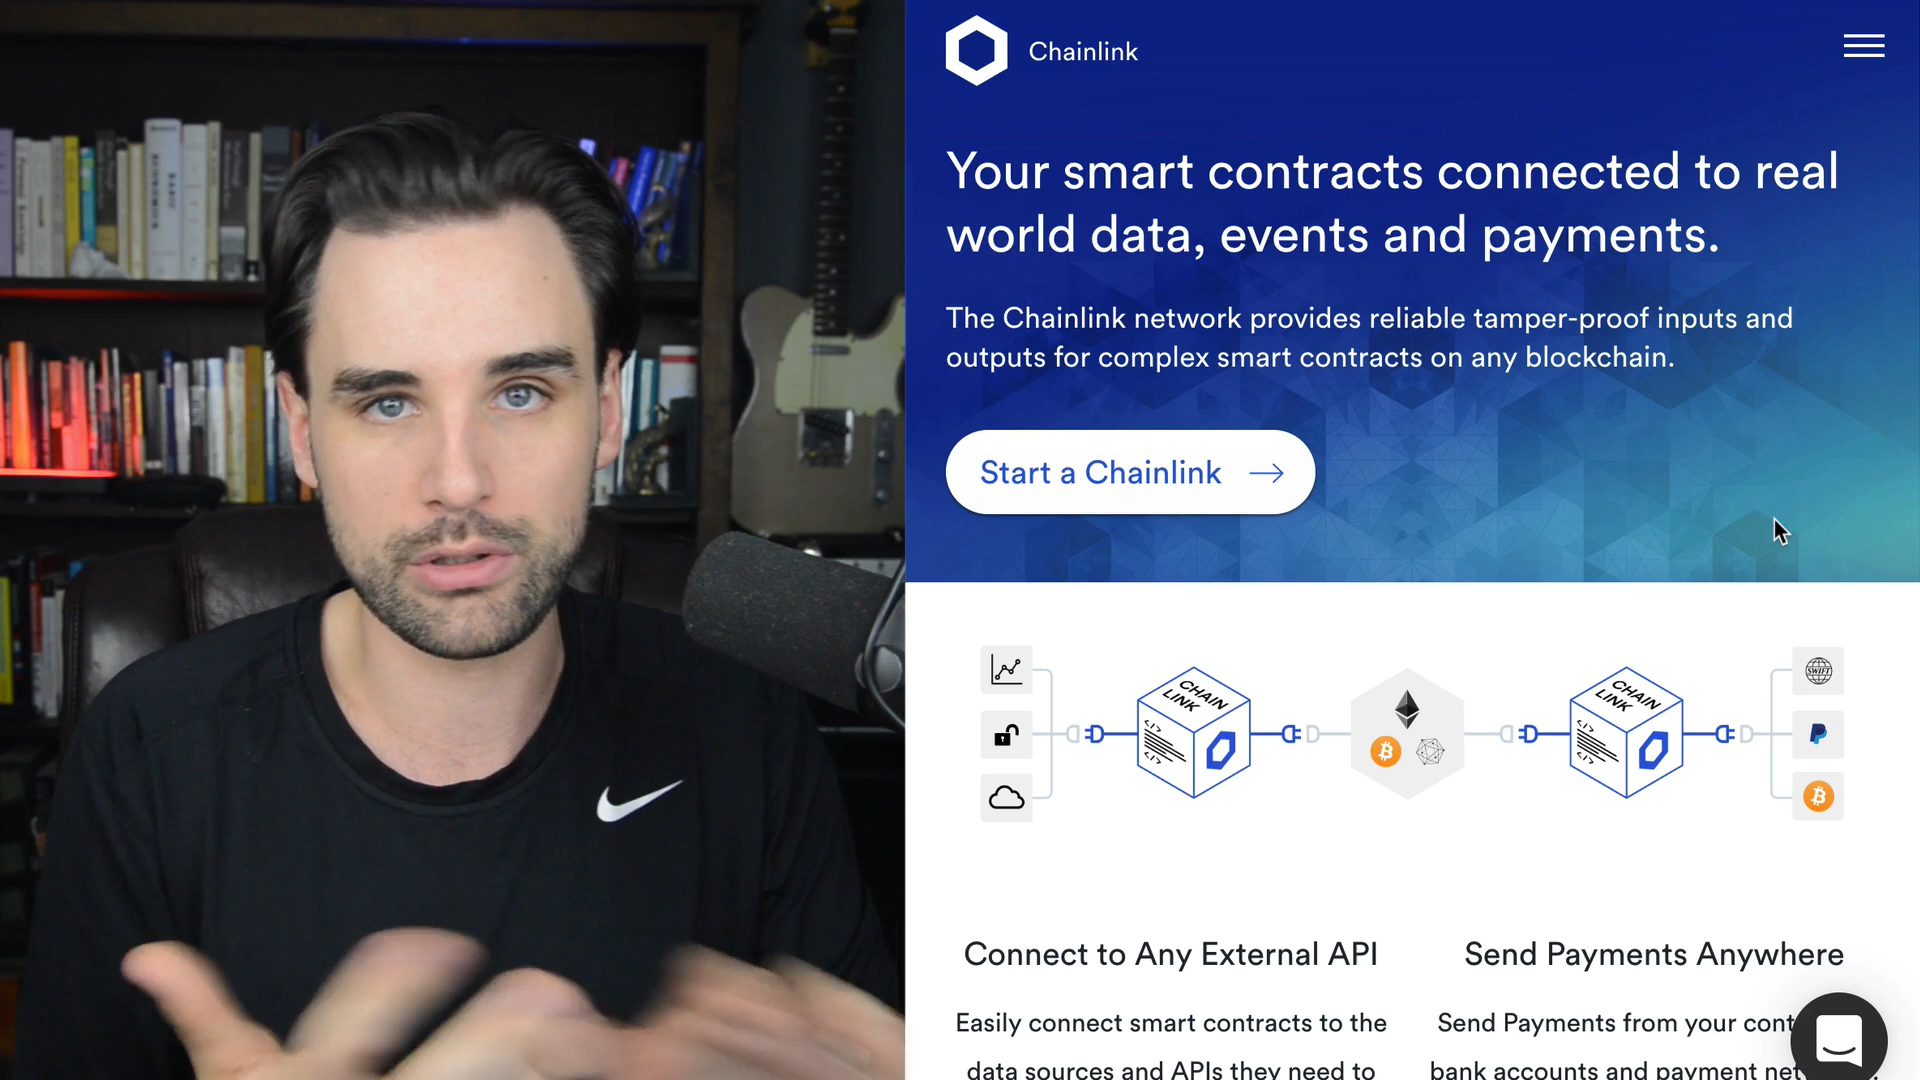 Chainlink
Your smart contracts connected to real
world data, events and payments.
The Chainlink network provides reliable tamper-proof inputs and
outputs for complex smart contracts on any blockchain.
Start a Chainlink
CHAIN
LINK
CHAIN
LINK
SWIFT
Connect to Any External API
Easily connect smart contracts to the
data sources and APIs they need to
Send Payments Anywhere
Send Payments from your cont
bank accounts and payment net